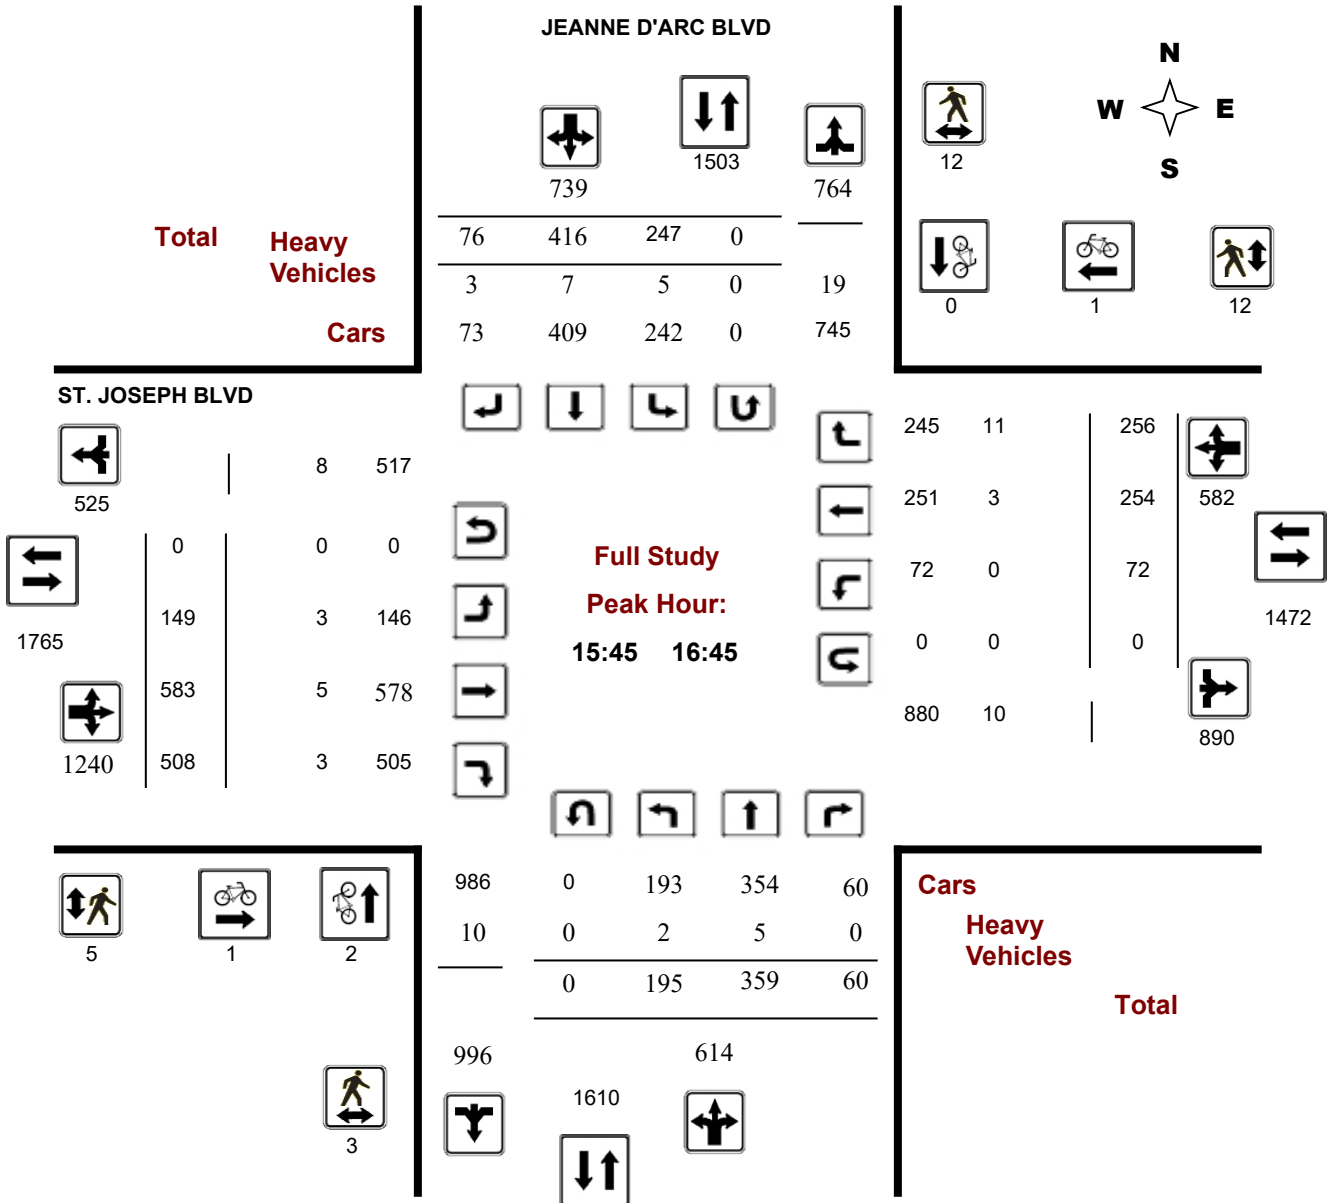 JEANNE D'ARC BLVD
N
W E
S
12
1503
739 764
Total Heavy Vehicles
76 416 247 0
3 7 5 0 19
0 1 12
Cars 73 409 242 0 745
ST. JOSEPH BLVD
245 11 256
8 517
525
251 3 254 582
0 0 0
Full Study
72 0 72
Peak Hour:
149 3 146
1472
1765
15:45 16:45
0 0 0
583 5 578
880 10
890
1240 508 3 505
986 0 193 354 60
Cars
10 0 2 5 0
Heavy
Vehicles
5 1 2
0 195 359 60
Total
996 614
1610
3